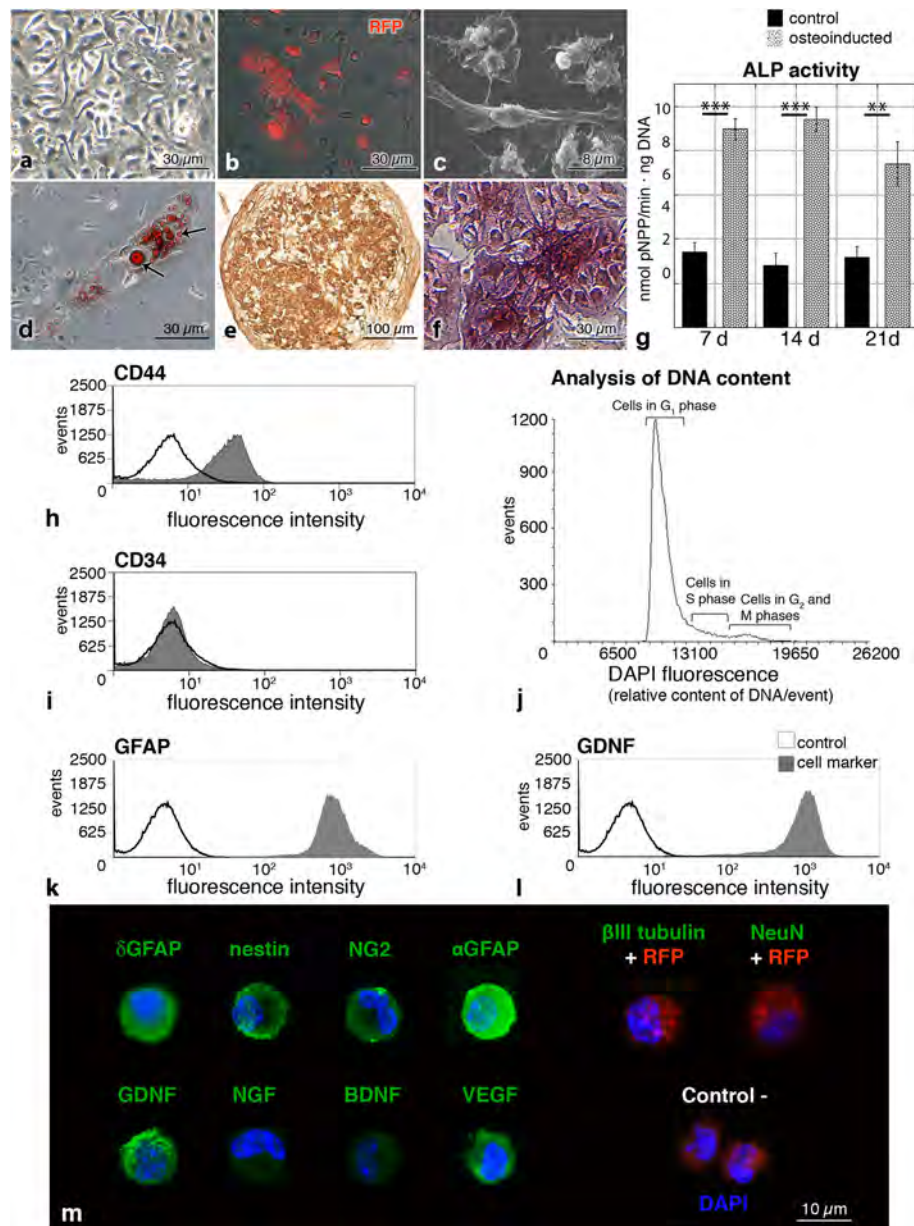 control
osteoinducted
RFP
a
30 µm
b
30 µm
c
8 µm
d
30 µm
e
100 µm
f
30 µm
ALP activity
nmol pNPP/min · ng DNA
10
8
6
4
2
0
***
***
**
g
7 d
14 d
21d
CD44
events
2500
1875
1250
625
0
10¹
10²
10³
10⁴
h
fluorescence intensity
CD34
events
2500
1875
1250
625
0
10¹
10²
10³
10⁴
i
fluorescence intensity
Analysis of DNA content
Cells in G₁ phase
events
1200
900
600
300
Cells in
S phase
Cells in G₂ and
M phases
0
65500
13100
19650
26200
DAPI fluorescence
(relative content of DNA/event)
j
GFAP
events
2500
1875
1250
625
0
10¹
10²
10³
10⁴
k
fluorescence intensity
GDNF
control
cell marker
events
2500
1875
1250
625
0
10¹
10²
10³
10⁴
l
fluorescence intensity
δGFAP nestin NG2 αGFAP
βIII tubulin
+ RFP
NeuN
+ RFP
GDNF NGF BDNF VEGF
Control -
DAPI
m
10 µm